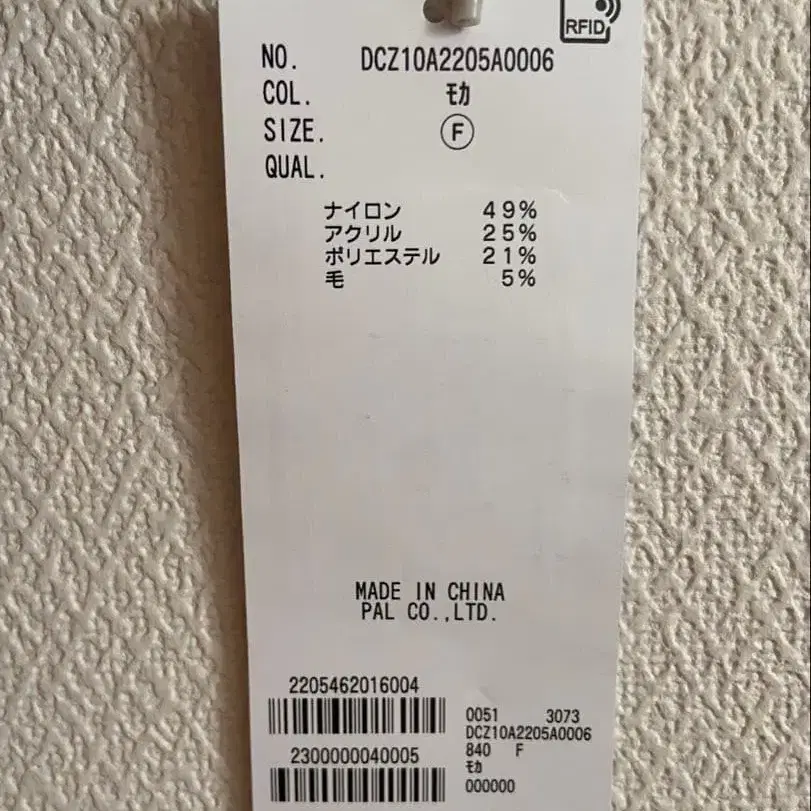 RFID
NO. DCZ10A2205A0006
COL. ﾓｶ
SIZE. Ⓕ
QUAL.
ナイロン 49%
アクリル 25%
ポリエステル 21%
毛 5%
MADE IN CHINA
PAL CO.,LTD.
2205462016004
2300000040005
0051 3073
DCZ10A2205A0006
840 F
ﾓｶ
000000